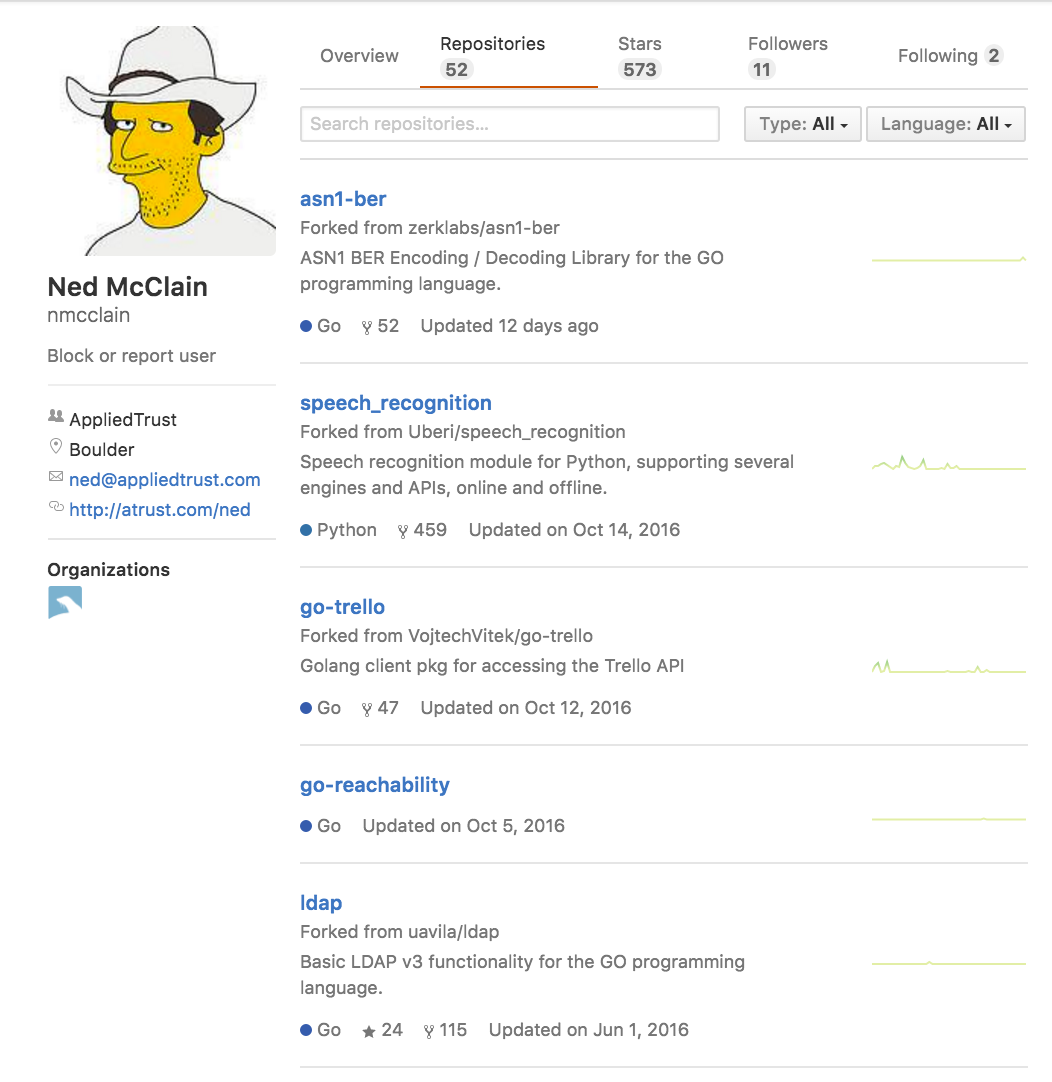 Overview
Repositories
52
Stars
573
Followers
11
Following 2
Search repositories...
Type: All
Language: All
asn1-ber
Forked from zerklabs/asn1-ber
ASN1 BER Encoding / Decoding Library for the GO
programming language.
Go 52 Updated 12 days ago
Ned McClain
nmcclain
Block or report user
AppliedTrust
Boulder
ned@appliedtrust.com
http://atrust.com/ned
Organizations
speech_recognition
Forked from Uberi/speech_recognition
Speech recognition module for Python, supporting several
engines and APIs, online and offline.
Python 459 Updated on Oct 14, 2016
go-trello
Forked from VojtechVitek/go-trello
Golang client pkg for accessing the Trello API
Go 47 Updated on Oct 12, 2016
go-reachability
Go Updated on Oct 5, 2016
ldap
Forked from uavila/ldap
Basic LDAP v3 functionality for the GO programming
language.
Go 24 115 Updated on Jun 1, 2016